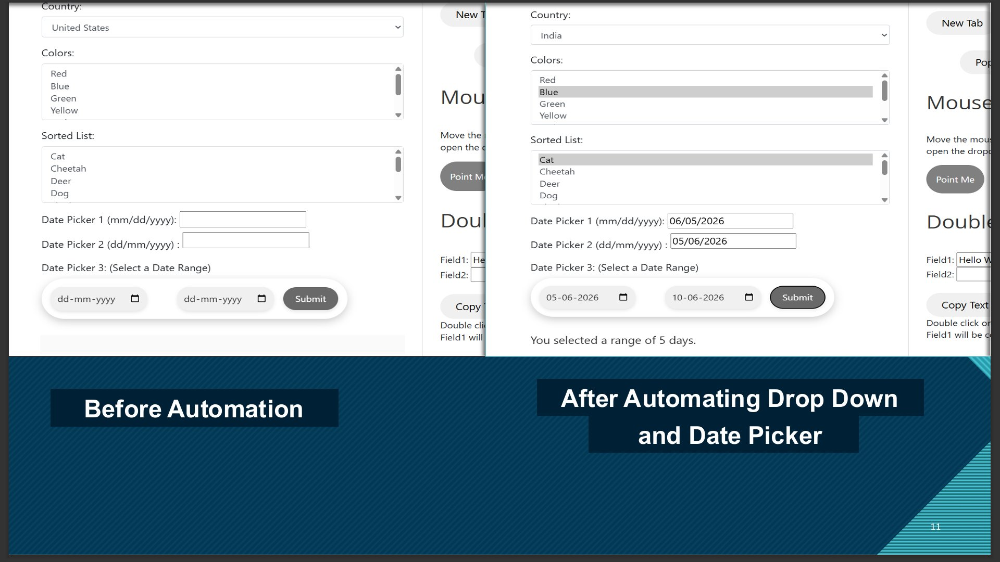 Country:
United States
Colors:
Red
Blue
Green
Yellow
Sorted List:
Cat
Cheetah
Deer
Dog
Date Picker 1 (mm/dd/yyyy):
Date Picker 2 (dd/mm/yyyy) :
Date Picker 3: (Select a Date Range)
dd-mm-yyyy
dd-mm-yyyy
Submit
New T
Mou
Move the
open the
Point M
Dou
Field1: He
Field2:
Copy
Double cli
Field1 will
Country:
India
Colors:
Red
Blue
Green
Yellow
Sorted List:
Cat
Cheetah
Deer
Dog
Date Picker 1 (mm/dd/yyyy): 06/05/2026
Date Picker 2 (dd/mm/yyyy) : 05/06/2026
Date Picker 3: (Select a Date Range)
05-06-2026
10-06-2026
Submit
You selected a range of 5 days.
New Tab
Pop
Mouse
Move the mou
open the drop
Point Me
Double
Field1: Hello W
Field2:
Copy Text
Double click or
Field1 will be c
Before Automation
After Automating Drop Down
and Date Picker
11